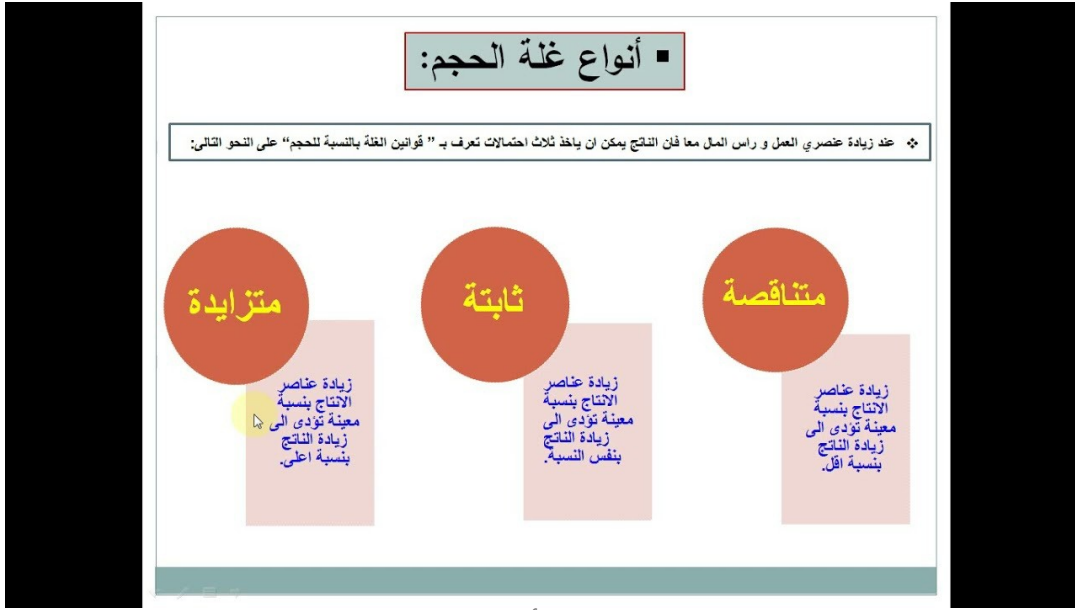 ▪ أنواع غلة الحجم:
❖ عند زيادة عنصري العمل و راس المال معا فان الناتج يمكن ان ياخذ ثلاث احتمالات تعرف بـ " قوانين الغلة بالنسبة للحجم" على النحو التالى:
متناقصة
زيادة عناصر
الانتاج بنسبة
معينة تؤدى الى
زيادة الناتج
بنسبة اقل.
ثابتة
زيادة عناصر
الانتاج بنسبة
معينة تؤدى الى
زيادة الناتج
بنفس النسبة.
متزايدة
زيادة عناصر
الانتاج بنسبة
معينة تؤدى الى
زيادة الناتج
بنسبة اعلى.